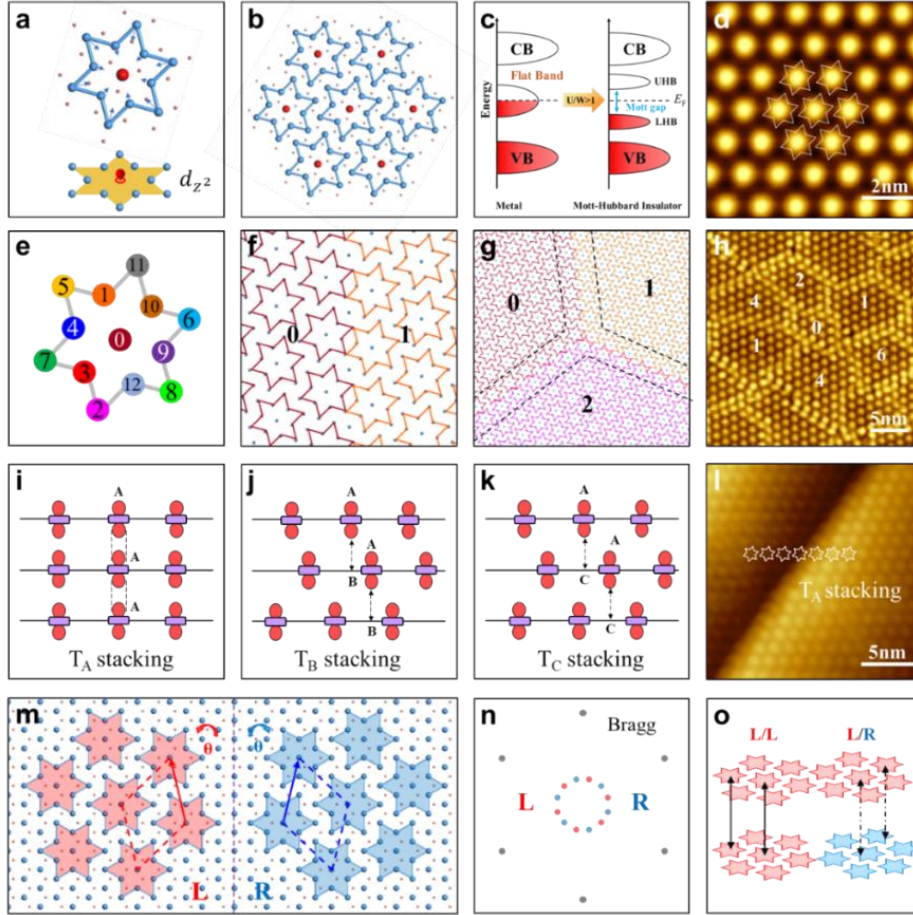 a
d_{z^2}
b
c
CB
Flat Band
Energy
VB
Metal
U/W>1
CB
UHB
E_F
Mott gap
LHB
VB
Mott-Hubbard Insulator
d
2nm
e
11
5
1
10
6
4
0
9
7
3
12
8
2
f
0
1
g
0
1
2
h
2
4
1
0
1
6
4
5nm
i
A
A
A
T_A stacking
j
A
A
B
B
T_B stacking
k
A
A
C
C
T_C stacking
l
T_A stacking
5nm
m
θ
θ
L
R
n
Bragg
L
R
o
L/L
L/R